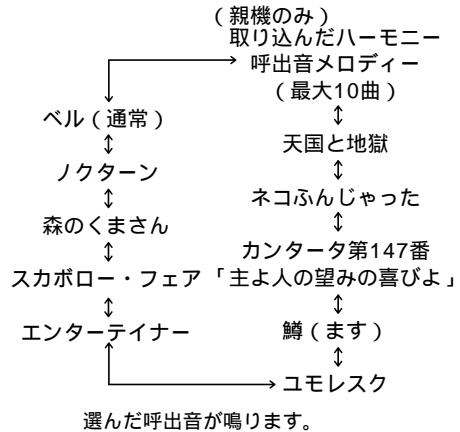 （親機のみ）
取り込んだハーモニー
呼出音メロディー
（最大10曲）
ベル（通常）
天国と地獄
ノクターン
ネコふんじゃった
森のくまさん
カンタータ第147番
スカボロー・フェア「主よ人の望みの喜びよ」
エンターテイナー
鱒（ます）
ユモレスク
選んだ呼出音が鳴ります。